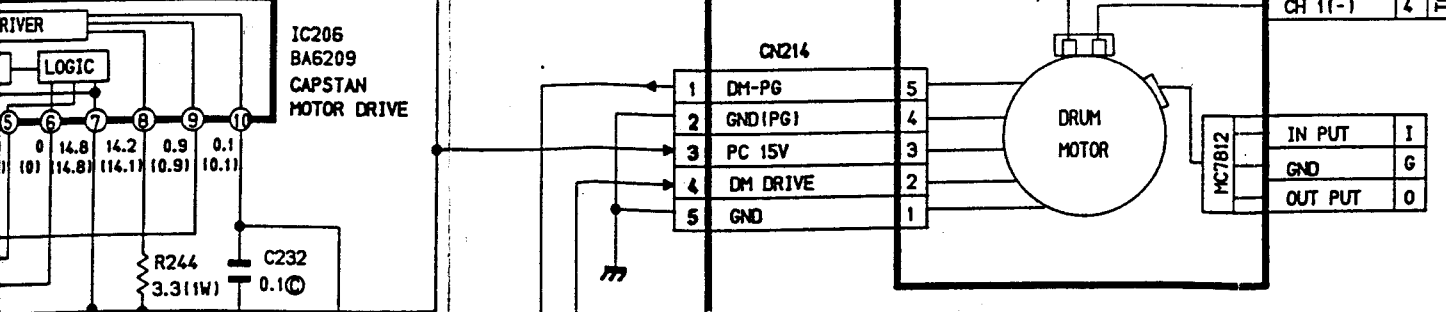 RIVER
LOGIC
IC206
BA6209
CAPSTAN
MOTOR DRIVE
5 6 7 8 9 10
0 14.8 14.2 0.9 0.1
(0) (14.8) (14.1) (0.9) (0.1)
R244
3.3(1W)
C232
0.1Ⓒ
CN214
1 DM-PG 5
2 GND(PG) 4
3 PC 15V 3
4 DM DRIVE 2
5 GND 1
DRUM
MOTOR
CH 1(-) 4
MC7812
IN PUT I
GND G
OUT PUT O